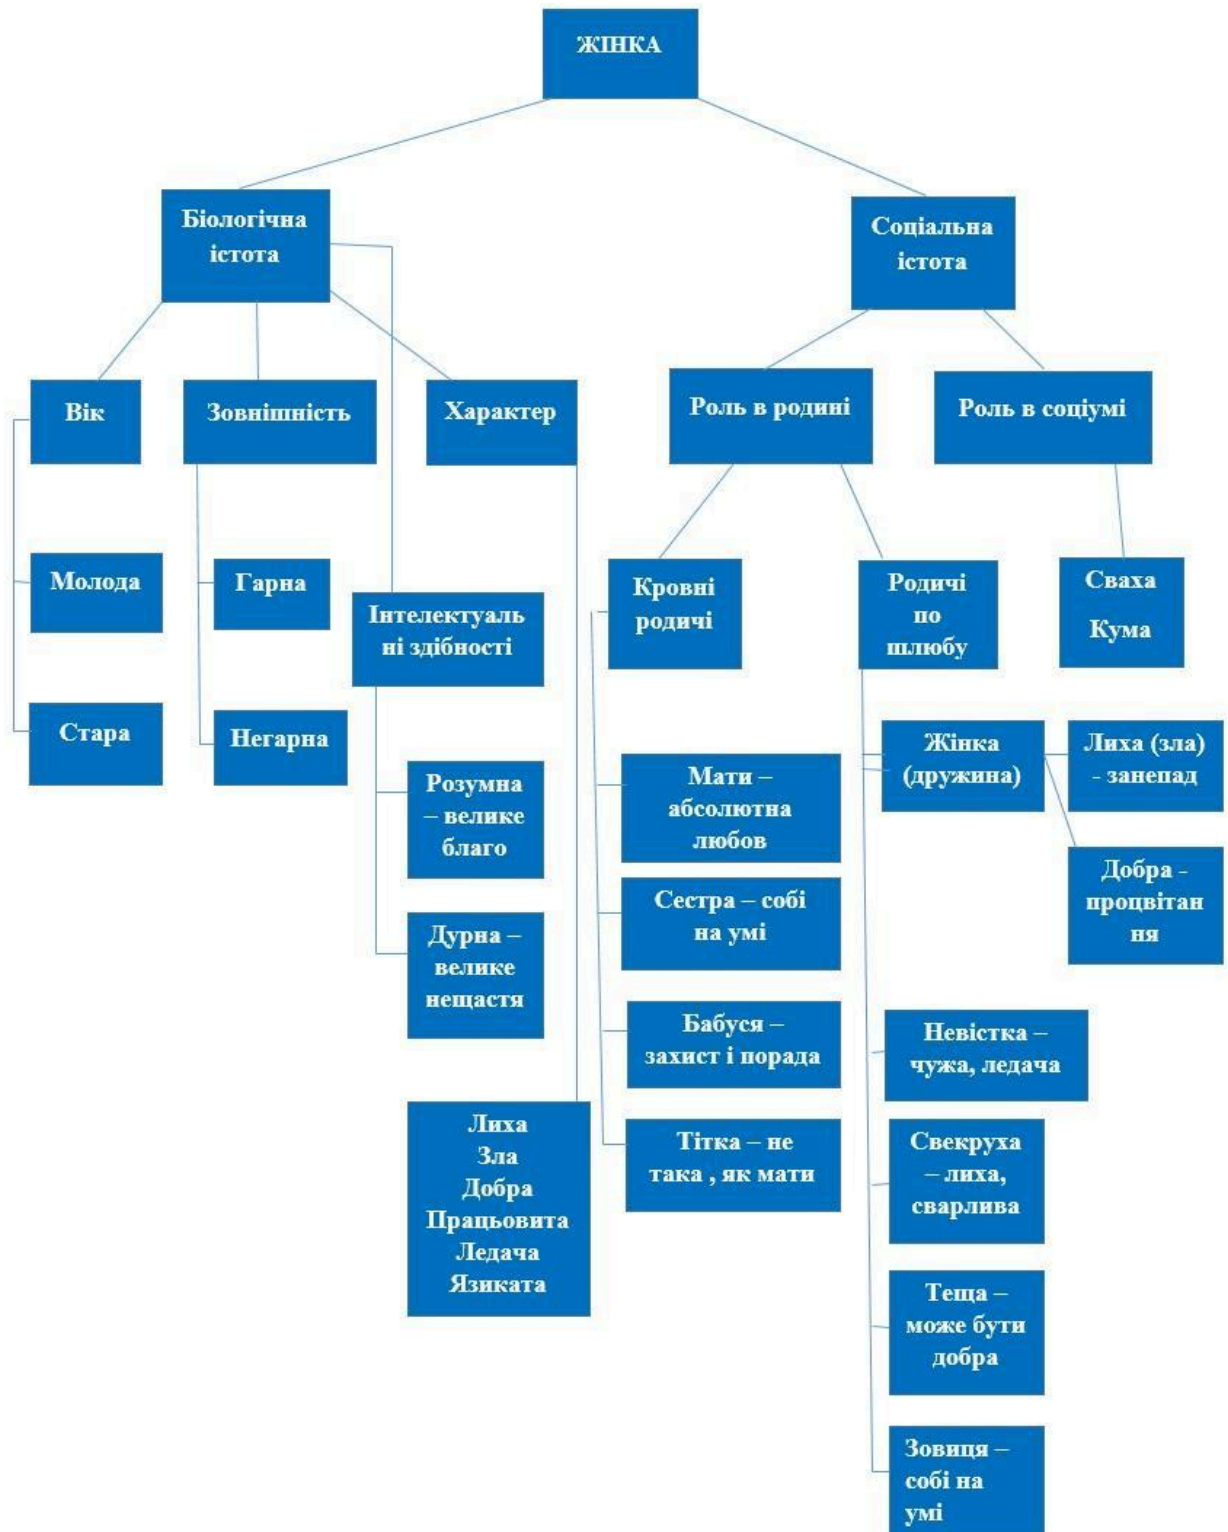 ЖІНКА
Біологічна
істота
Соціальна
істота
Вік
Зовнішність
Характер
Роль в родині
Роль в соціумі
Молода
Гарна
Інтелектуаль
ні здібності
Кровні
родичі
Родичі
по
шлюбу
Сваха
Кума
Стара
Негарна
Розумна
– велике
благо
Дурна –
велике
нещастя
Лиха
Зла
Добра
Працьовита
Ледача
Язиката
Мати –
абсолютна
любов
Сестра – собі
на умі
Бабуся –
захист і порада
Тітка – не
така , як мати
Жінка
(дружина)
Лиха (зла)
- занепад
Добра -
процвітан
ня
Невістка –
чужа, ледача
Свекруха
– лиха,
сварлива
Теща –
може бути
добра
Зовиця –
собі на
умі